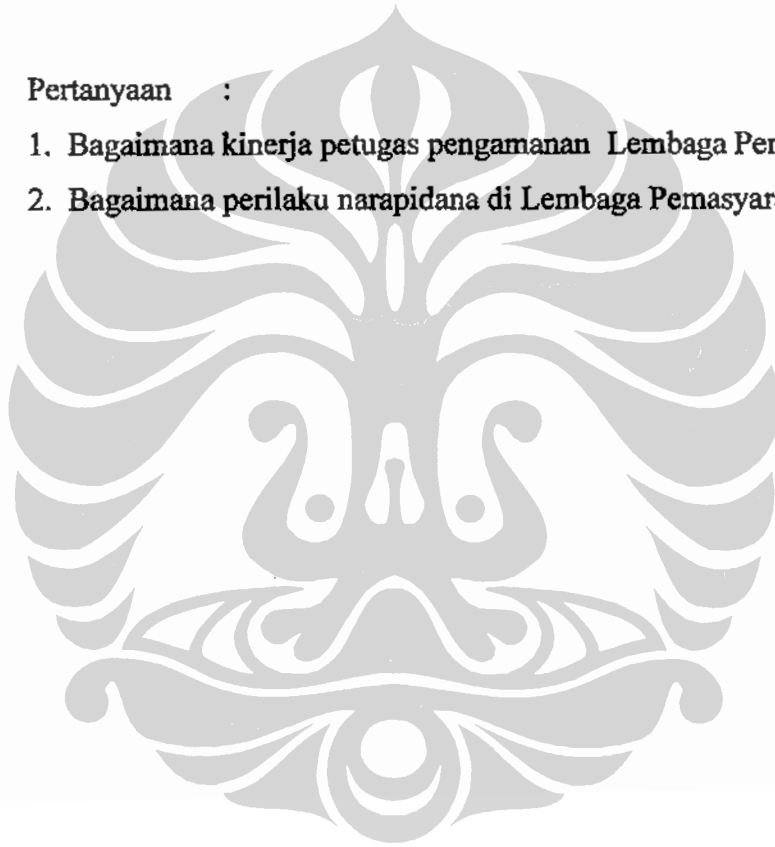 Pertanyaan :
1. Bagaimana kinerja petugas pengamanan Lembaga Per
2. Bagaimana perilaku narapidana di Lembaga Pemasyar